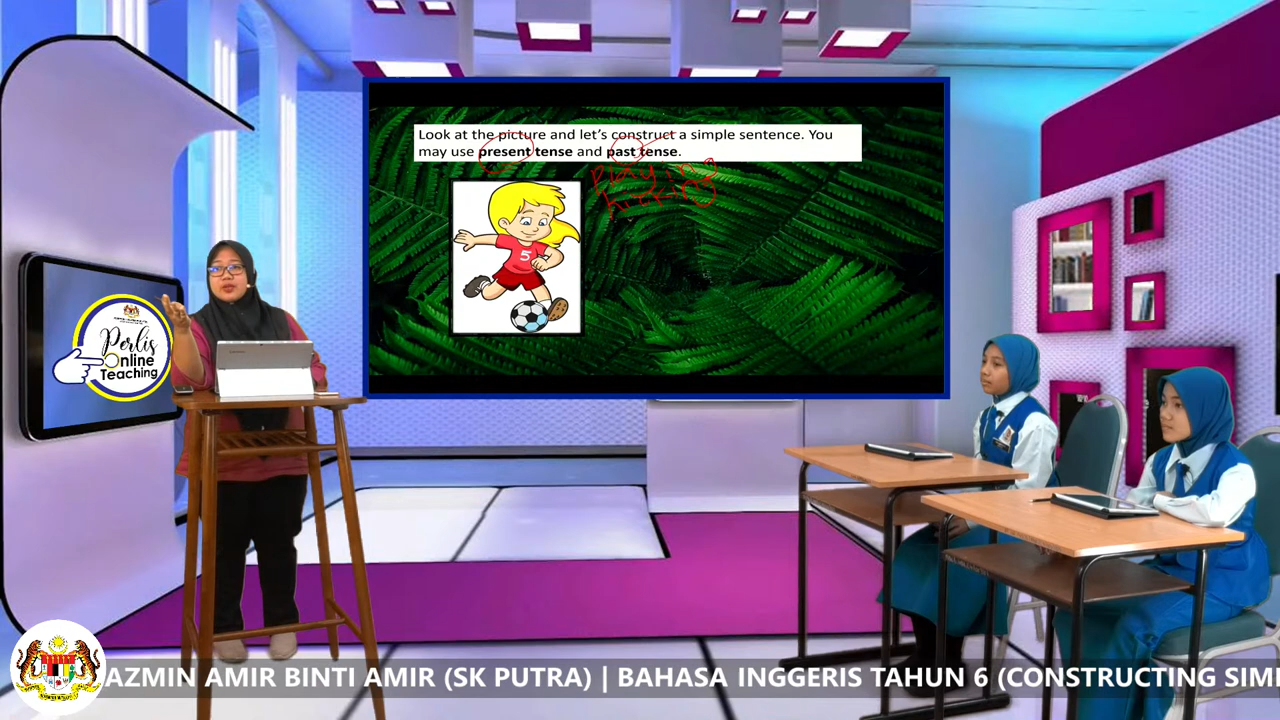 Look at the picture and let's construct a simple sentence. You
may use present tense and past tense.
playing
kicking
5
Perlis
Online
Teaching
AZMIN AMIR BINTI AMIR (SK PUTRA) | BAHASA INGGERIS TAHUN 6 (CONSTRUCTING SIM